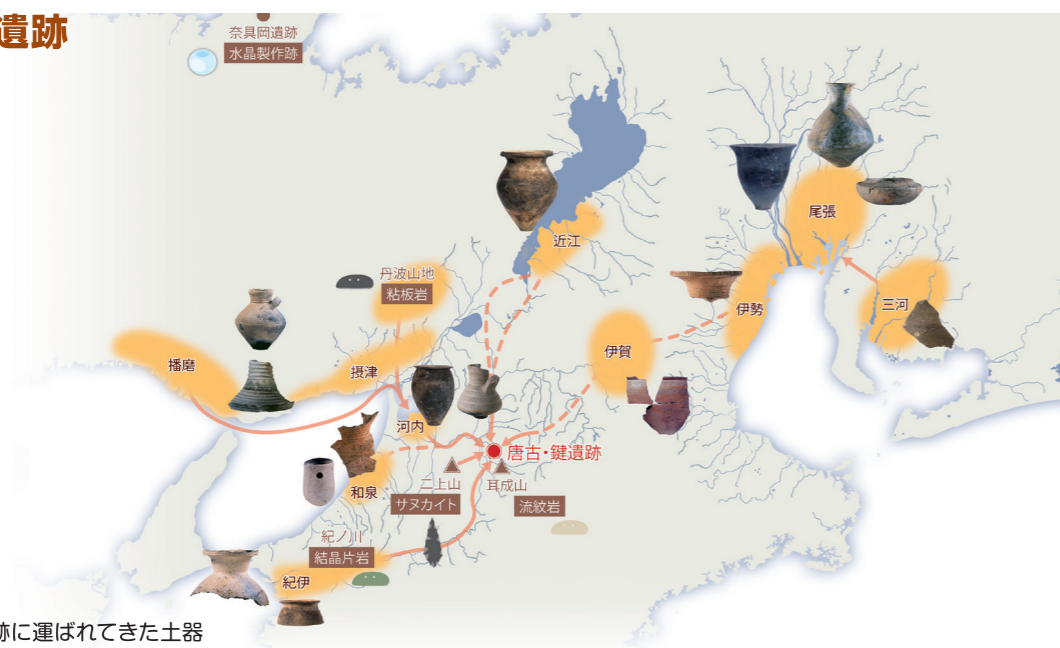 遺跡
奈具岡遺跡
水晶製作跡
尾張
近江
丹波山地
粘板岩
伊勢
三河
播磨
摂津
伊賀
河内
唐古・鍵遺跡
二上山
サヌカイト
耳成山
流紋岩
和泉
紀ノ川
結晶片岩
紀伊
跡に運ばれてきた土器